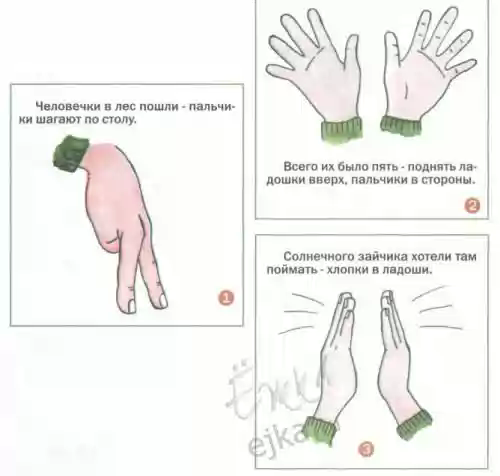 Человечки в лес пошли - пальчи-
ки шагают по столу.
1
Всего их было пять - поднять ла-
дошки вверх, пальчики в стороны.
2
Солнечного зайчика хотели там
поймать - хлопки в ладоши.
3
ejka